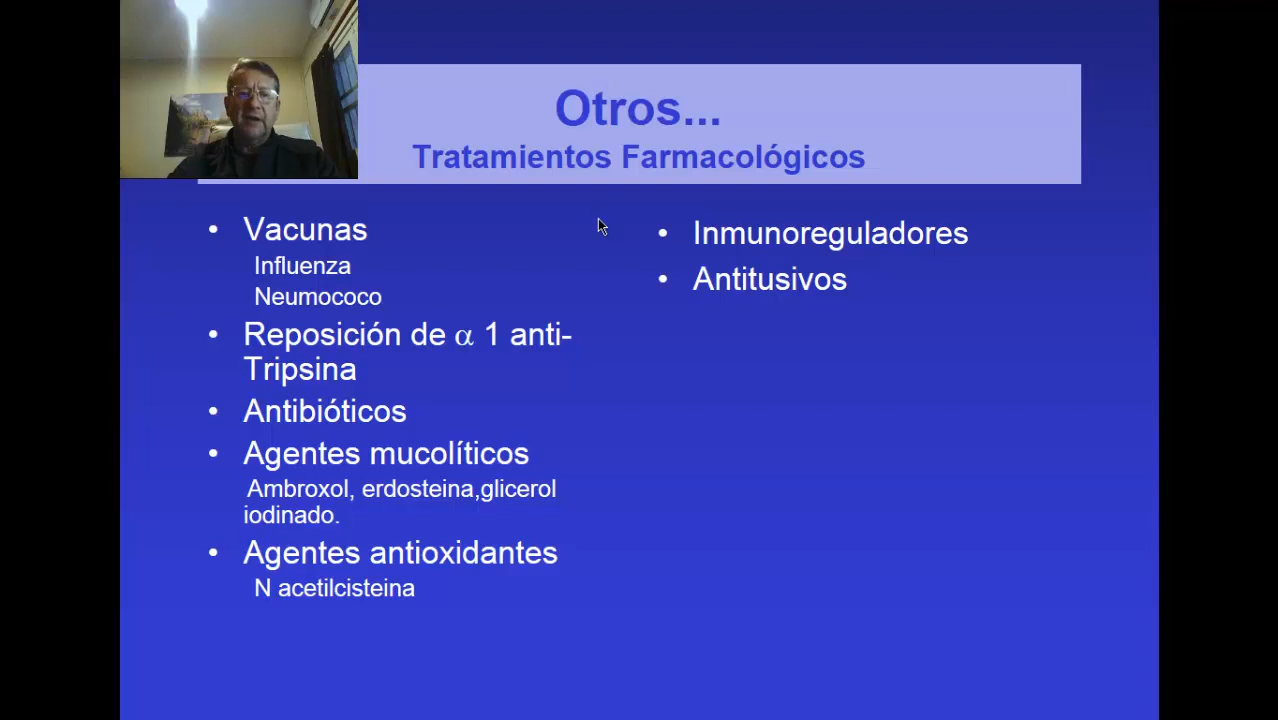 Otros...
Tratamientos Farmacológicos
• Vacunas
Influenza
Neumococo
• Reposición de α 1 anti-
Tripsina
• Antibióticos
• Agentes mucolíticos
Ambroxol, erdosteina,glicerol
iodinado.
• Agentes antioxidantes
N acetilcisteina
• Inmunoreguladores
• Antitusivos